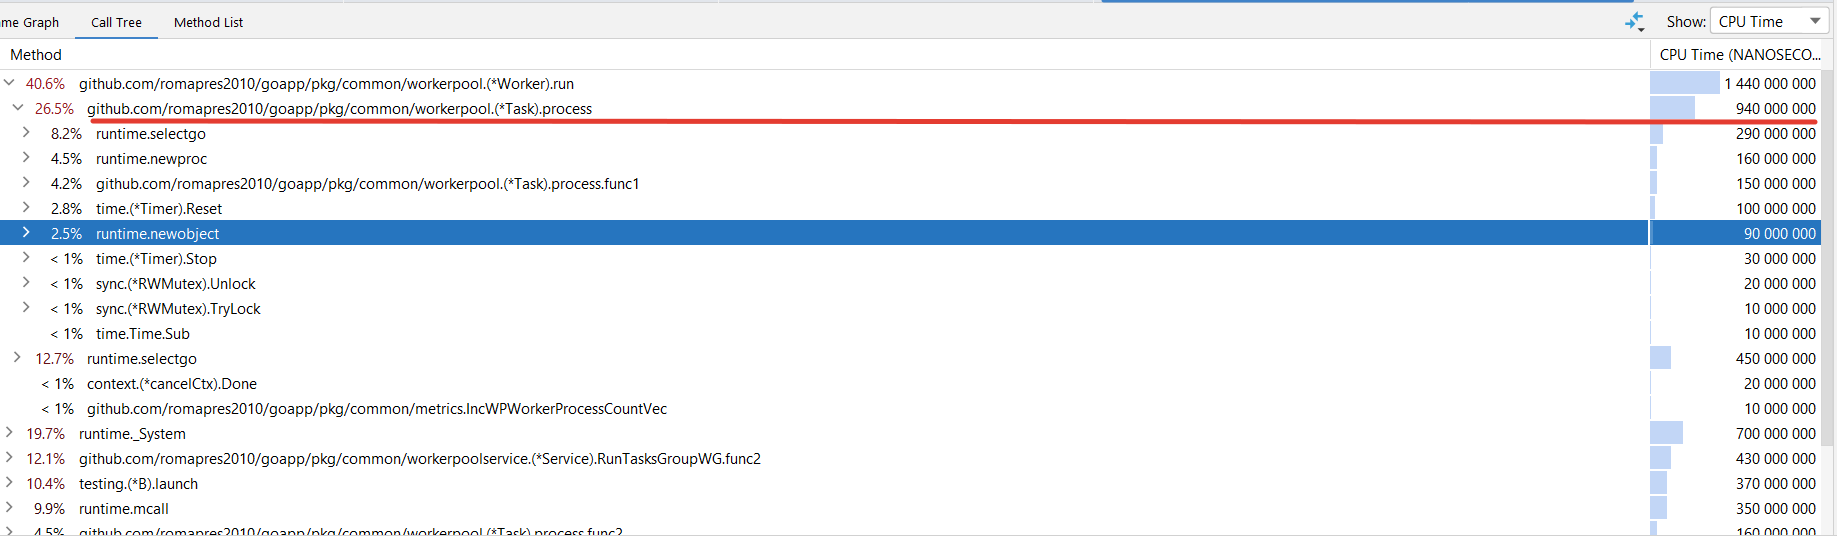 me Graph Call Tree Method List Show: CPU Time
Method CPU Time (NANOSECO...
40.6% github.com/romapres2010/goapp/pkg/common/workerpool.(*Worker).run 1 440 000 000
26.5% github.com/romapres2010/goapp/pkg/common/workerpool.(*Task).process 940 000 000
8.2% runtime.selectgo 290 000 000
4.5% runtime.newproc 160 000 000
4.2% github.com/romapres2010/goapp/pkg/common/workerpool.(*Task).process.func1 150 000 000
2.8% time.(*Timer).Reset 100 000 000
2.5% runtime.newobject 90 000 000
< 1% time.(*Timer).Stop 30 000 000
< 1% sync.(*RWMutex).Unlock 20 000 000
< 1% sync.(*RWMutex).TryLock 10 000 000
< 1% time.Time.Sub 10 000 000
12.7% runtime.selectgo 450 000 000
< 1% context.(*cancelCtx).Done 20 000 000
< 1% github.com/romapres2010/goapp/pkg/common/metrics.IncWPWorkerProcessCountVec 10 000 000
19.7% runtime._System 700 000 000
12.1% github.com/romapres2010/goapp/pkg/common/workerpoolservice.(*Service).RunTasksGroupWG.func2 430 000 000
10.4% testing.(*B).launch 370 000 000
9.9% runtime.mcall 350 000 000
4.5% github.com/romapres2010/goapp/pkg/common/workerpool.(*Task).process.func2 160 000 000